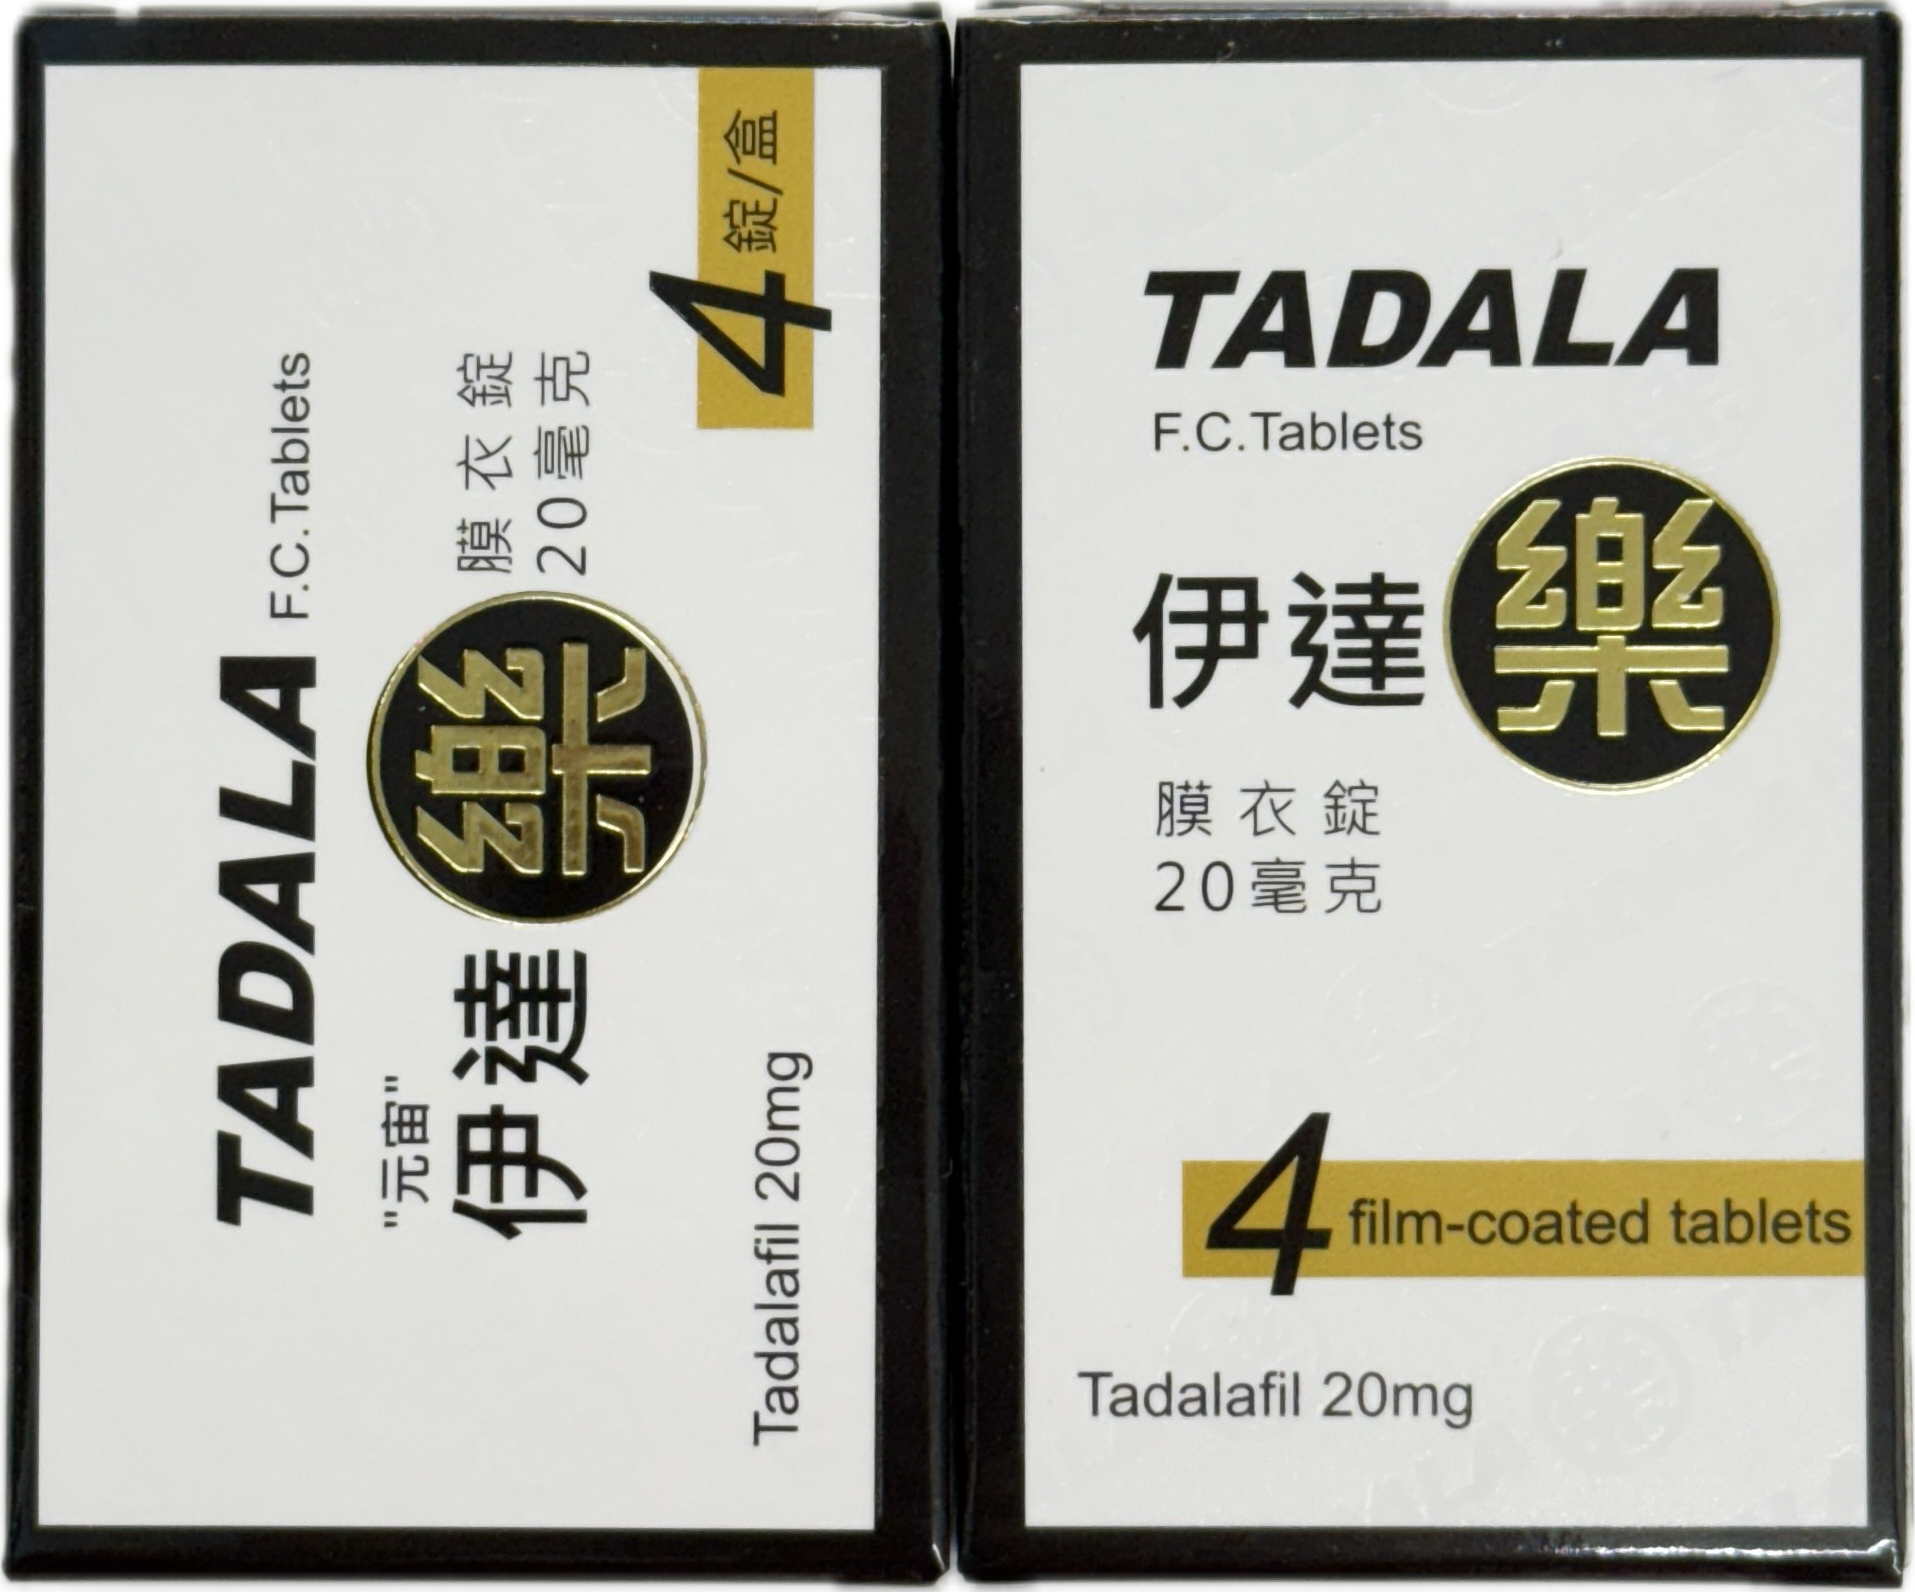 TADALA F.C.Tablets
"元宙"
伊達樂 膜衣錠
20毫克
4錠/盒
Tadalafil 20mg
TADALA
F.C.Tablets
伊達樂
膜衣錠
20毫克
4 film-coated tablets
Tadalafil 20mg